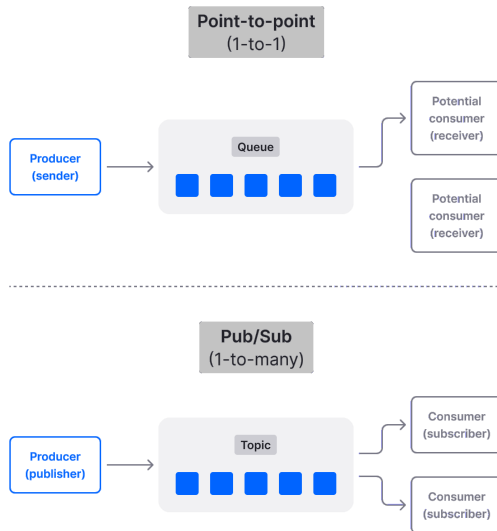 Point-to-point
(1-to-1)
Potential
consumer
(receiver)
Queue
Producer
(sender)
Potential
consumer
(receiver)
Pub/Sub
(1-to-many)
Consumer
(subscriber)
Topic
Producer
(publisher)
Consumer
(subscriber)